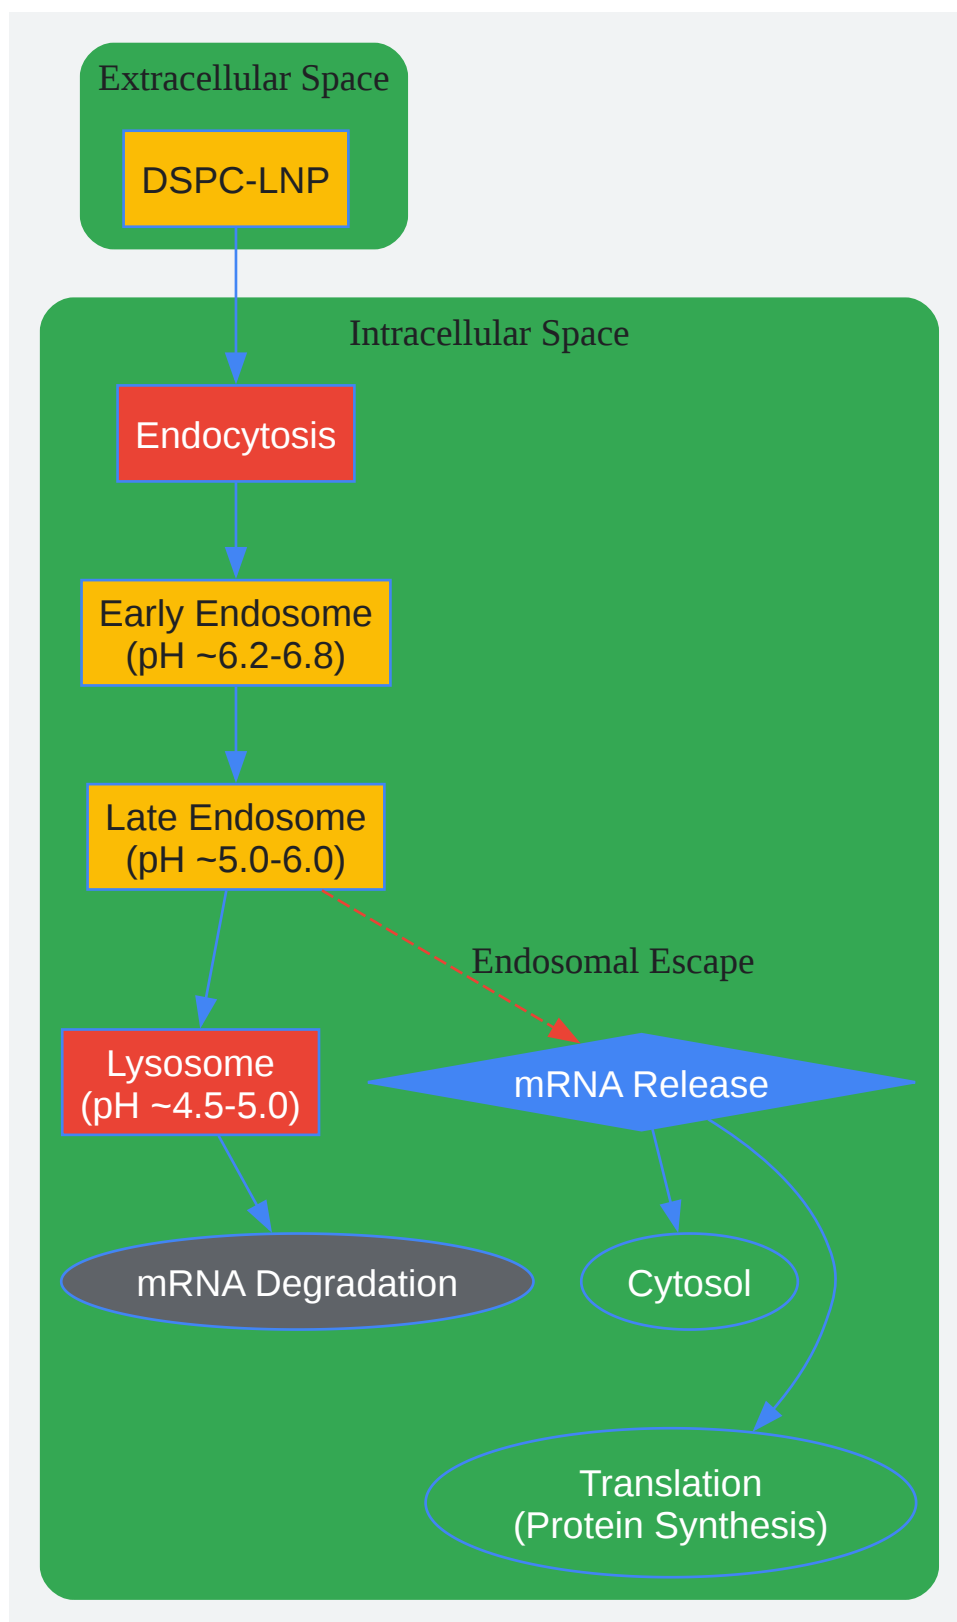 Extracellular Space
DSPC-LNP
Intracellular Space
Endocytosis
Early Endosome
(pH ~6.2-6.8)
Late Endosome
(pH ~5.0-6.0)
Endosomal Escape
Lysosome
(pH ~4.5-5.0)
mRNA Release
mRNA Degradation
Cytosol
Translation
(Protein Synthesis)